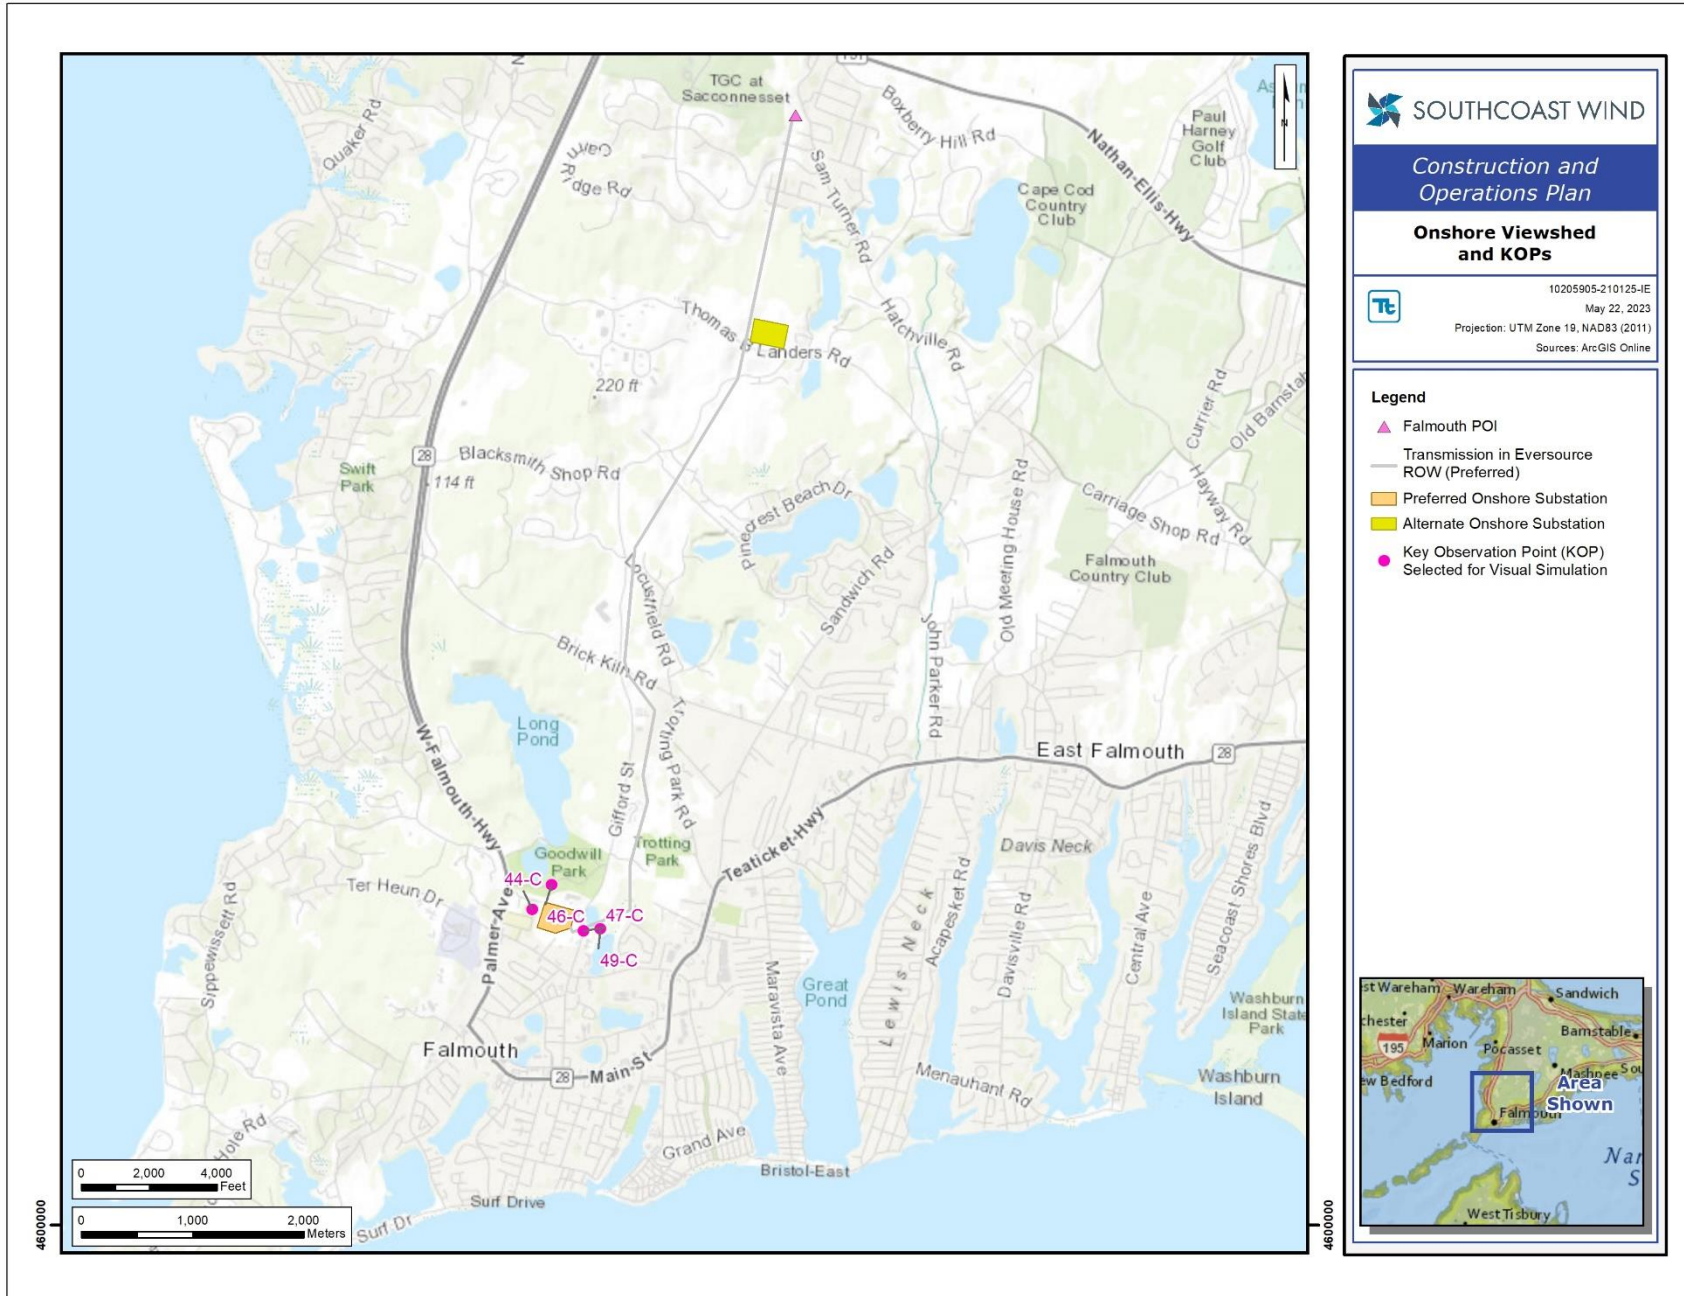 TGC at
Sacconnesset
N
Quaker Rd
Boxberry Hill Rd
Paul
Harney
Golf
Club
Nathan-Ellis-Hwy
Cape Cod
Country
Club
Sam Turner Rd
Ridge Rd
Thomas B Landers Rd
Hatchville Rd
220 ft
28
Blacksmith Shop Rd
114 ft
Swift
Park
Currier Rd
Hayway Rd
Carriage Shop Rd
Old Meeting House Rd
Pinecrest Beach Dr
Sandwich Rd
Falmouth
Country Club
Locustfield Rd
John Parker Rd
Brick Kiln Rd
Long
Pond
W-Falmouth-Hwy
Trotting Park Rd
Gifford St
East Falmouth
28
Teaticket-Hwy
Davis Neck
Seacoast Shores Blvd
Goodwill
Park
Trotting
Park
Ter Heun Dr
Palmer-Ave
44-C
46-C
47-C
49-C
Sippewissett Rd
Lewis Neck
Acapesket Rd
Davisville Rd
Central Ave
Maravista Ave
Great
Pond
Washburn
Island State
Park
Falmouth
28
Main-St
Menauhant Rd
Washburn
Island
Hole Rd
Grand Ave
Bristol-East
Surf Drive
Surf Dr
0 2,000 4,000
Feet
0 1,000 2,000
Meters
4600000
4600000
SOUTHCOAST WIND
Construction and
Operations Plan
Onshore Viewshed
and KOPs
Tt
10205905-210125-IE
May 22, 2023
Projection: UTM Zone 19, NAD83 (2011)
Sources: ArcGIS Online
Legend
Falmouth POI
Transmission in Eversource
ROW (Preferred)
Preferred Onshore Substation
Alternate Onshore Substation
Key Observation Point (KOP)
Selected for Visual Simulation
st Wareham
Wareham
Sandwich
chester
195
Marion
Pocasset
Barnstable
ew Bedford
Mashpee
Sou
Area
Shown
Falmouth
Nar
S
West Tisbury